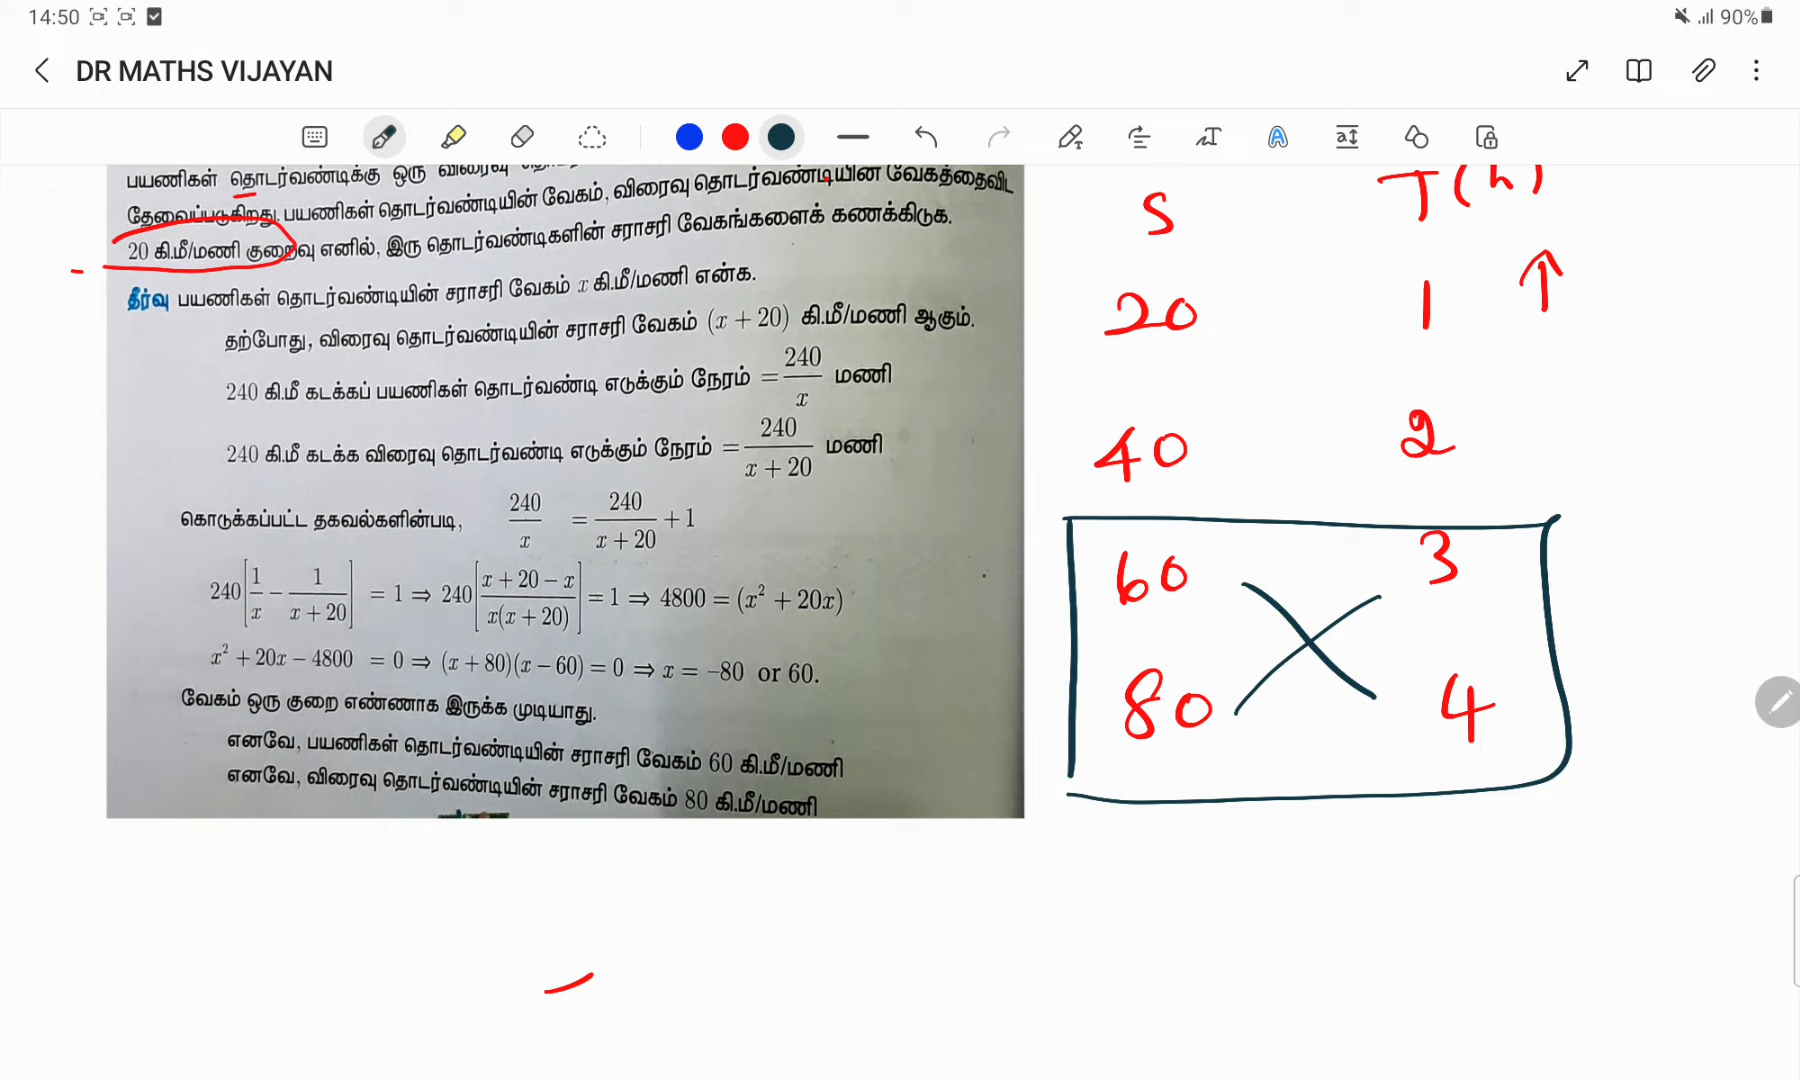 14:50 90%
DR MATHS VIJAYAN
பயணிகள் தொடர்வண்டிக்கு ஒரு விரைவு
தேவைப்படுகிறது. பயணிகள் தொடர்வண்டியின் வேகம், விரைவு தொடர்வண்டியின் வேகத்தைவிட
20 கி.மீ/மணி குறைவு எனில், இரு தொடர்வண்டிகளின் சராசரி வேகங்களைக் கணக்கிடுக.
தீர்வு பயணிகள் தொடர்வண்டியின் சராசரி வேகம் x கி.மீ/மணி என்க.
தற்போது, விரைவு தொடர்வண்டியின் சராசரி வேகம் (x + 20) கி.மீ/மணி ஆகும்.
240 கி.மீ கடக்கப் பயணிகள் தொடர்வண்டி எடுக்கும் நேரம் = 240/x மணி
240 கி.மீ கடக்க விரைவு தொடர்வண்டி எடுக்கும் நேரம் = 240/(x + 20) மணி
கொடுக்கப்பட்ட தகவல்களின்படி, 240/x = 240/(x + 20) + 1
240[1/x − 1/(x + 20)] = 1 ⇒ 240[(x + 20 − x)/(x(x + 20))] = 1 ⇒ 4800 = (x² + 20x)
x² + 20x − 4800 = 0 ⇒ (x + 80)(x − 60) = 0 ⇒ x = −80 or 60.
வேகம் ஒரு குறை எண்ணாக இருக்க முடியாது.
எனவே, பயணிகள் தொடர்வண்டியின் சராசரி வேகம் 60 கி.மீ/மணி
எனவே, விரைவு தொடர்வண்டியின் சராசரி வேகம் 80 கி.மீ/மணி
S T(h)
20 1 ↑
40 2
60 3
80 4